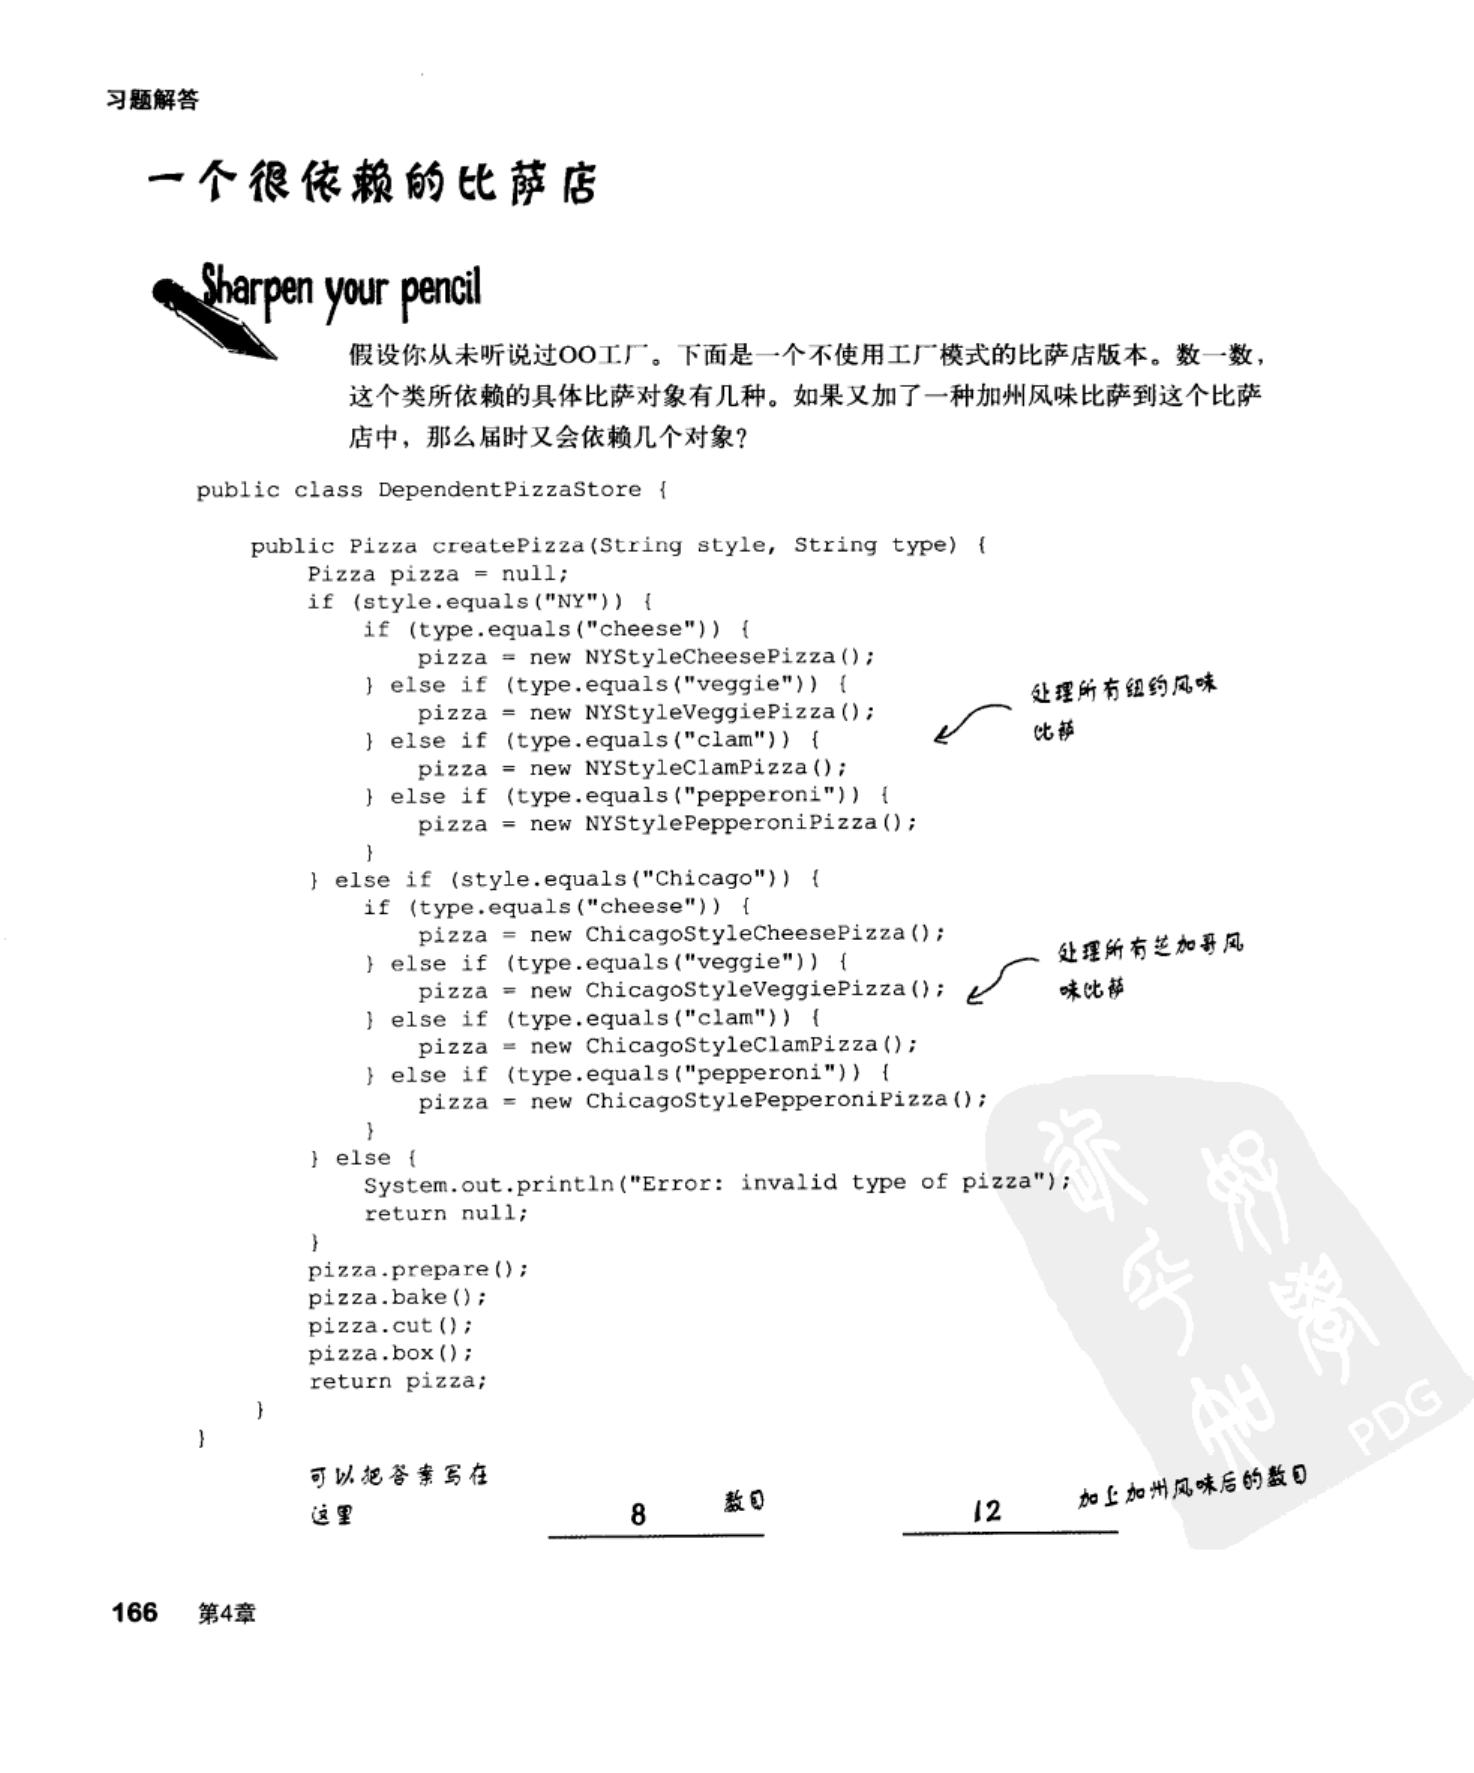 习题解答
一个很依赖的比萨店
Sharpen your pencil
假设你从未听说过OO工厂。下面是一个不使用工厂模式的比萨店版本。数一数，
这个类所依赖的具体比萨对象有几种。如果又加了一种加州风味比萨到这个比萨
店中，那么届时又会依赖几个对象？
public class DependentPizzaStore {
public Pizza createPizza(String style, String type) {
Pizza pizza = null;
if (style.equals("NY")) {
if (type.equals("cheese")) {
pizza = new NYStyleCheesePizza();
} else if (type.equals("veggie")) {
pizza = new NYStyleVeggiePizza();
} else if (type.equals("clam")) {
pizza = new NYStyleClamPizza();
} else if (type.equals("pepperoni")) {
pizza = new NYStylePepperoniPizza();
}
处理所有纽约风味
比萨
} else if (style.equals("Chicago")) {
if (type.equals("cheese")) {
pizza = new ChicagoStyleCheesePizza();
} else if (type.equals("veggie")) {
pizza = new ChicagoStyleVeggiePizza();
} else if (type.equals("clam")) {
pizza = new ChicagoStyleClamPizza();
} else if (type.equals("pepperoni")) {
pizza = new ChicagoStylePepperoniPizza();
}
处理所有芝加哥风
味比萨
} else {
System.out.println("Error: invalid type of pizza");
return null;
}
pizza.prepare();
pizza.bake();
pizza.cut();
pizza.box();
return pizza;
}
}
可以把答案写在
这里
8 数目
12 加上加州风味后的数目
PDG
166 第4章